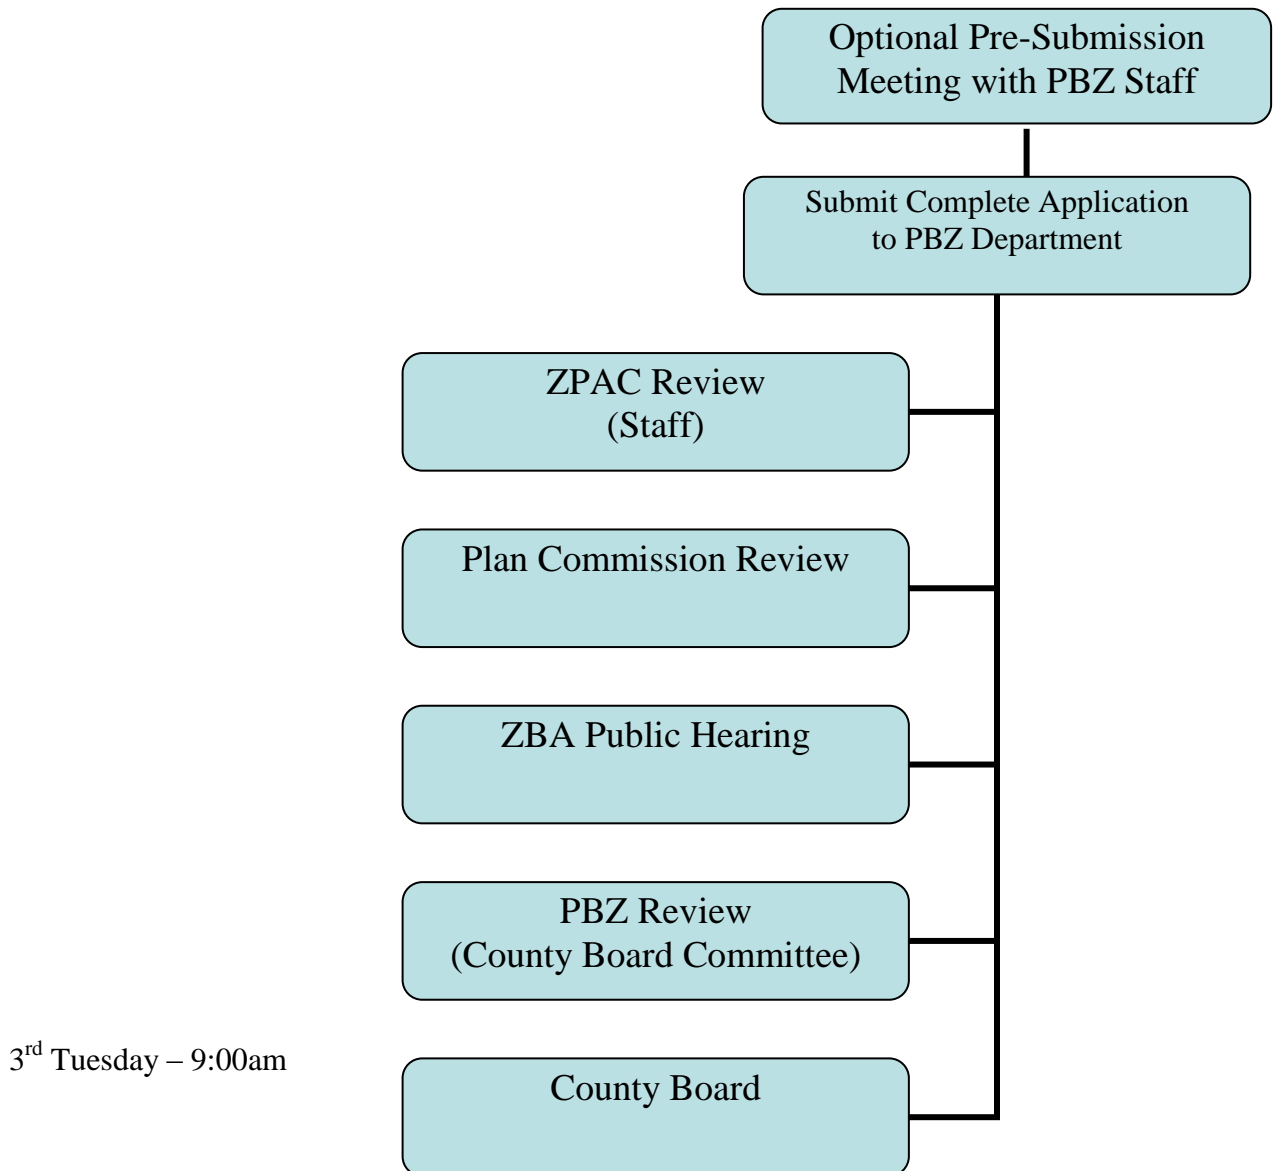 Optional Pre-Submission
Meeting with PBZ Staff
Submit Complete Application
to PBZ Department
ZPAC Review
(Staff)
Plan Commission Review
ZBA Public Hearing
PBZ Review
(County Board Committee)
3rd Tuesday – 9:00am
County Board